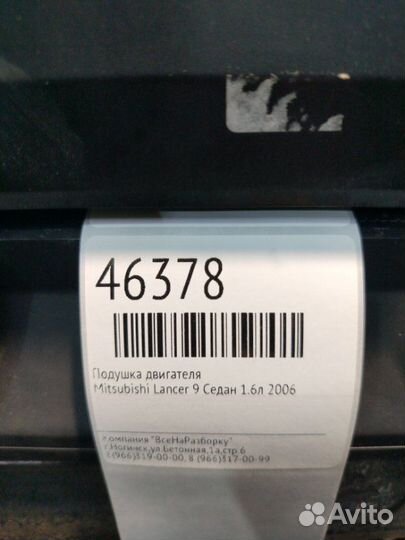 46378
Подушка двигателя
Mitsubishi Lancer 9 Седан 1.6л 2006
Компания "ВсеНаРазборку"
г.Ногинск,ул.Бетонная,1а,стр.6
8(966)319-00-00, 8 (966)317-00-99
Avito